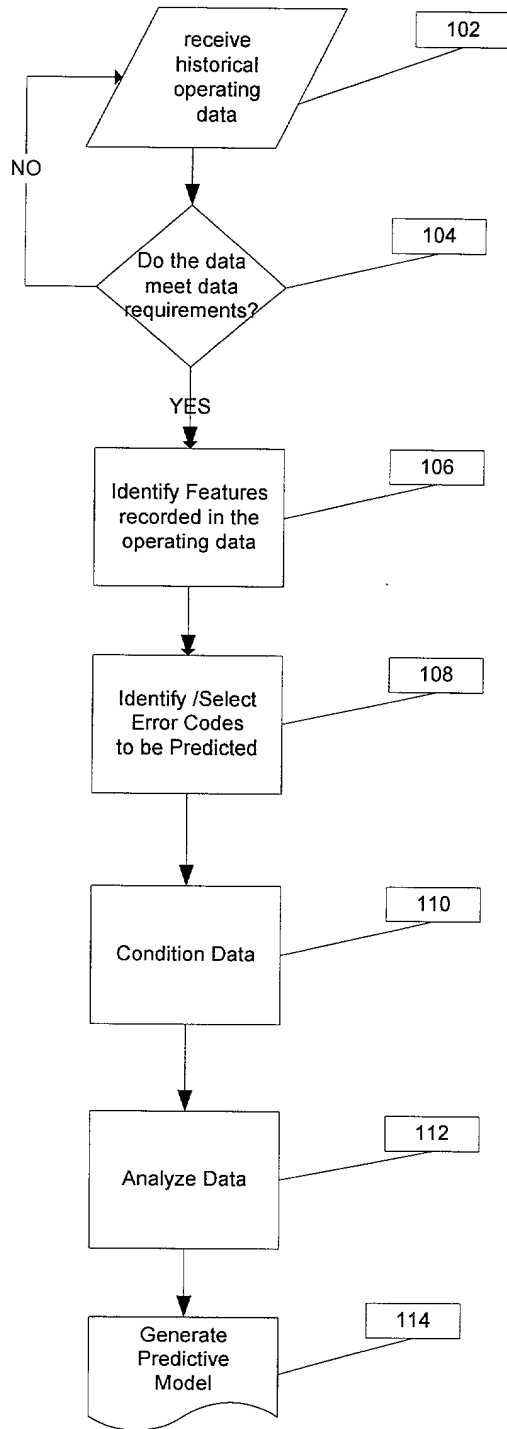 receive
historical
operating
data
102
NO
Do the data
meet data
requirements?
104
YES
Identify Features
recorded in the
operating data
106
Identify /Select
Error Codes
to be Predicted
108
Condition Data
110
Analyze Data
112
Generate
Predictive
Model
114